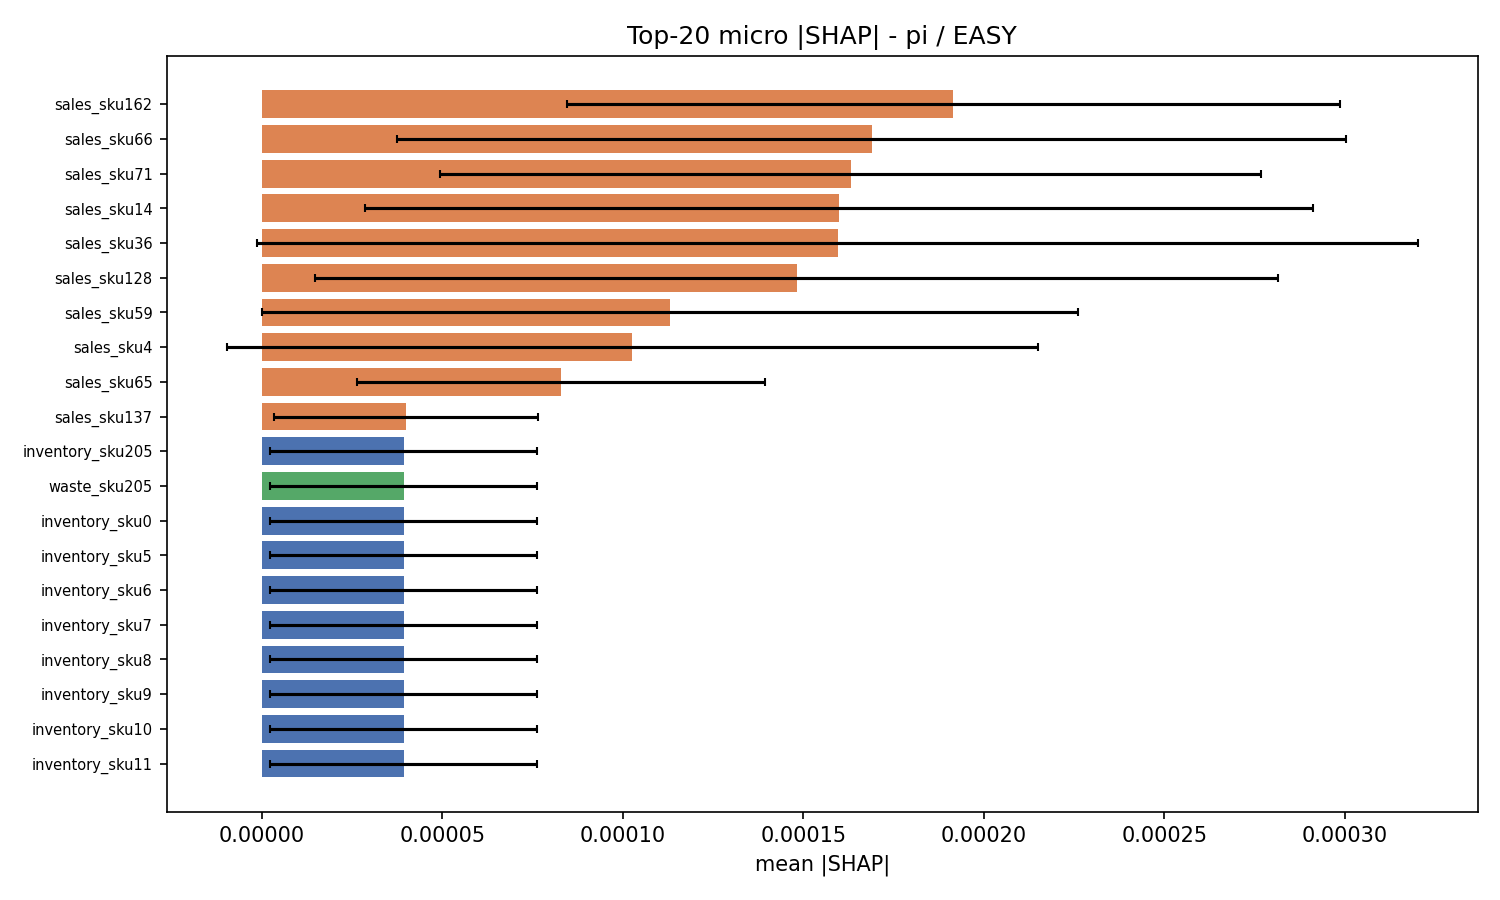 Top-20 micro |SHAP| - pi / EASY
sales_sku162
sales_sku66
sales_sku71
sales_sku14
sales_sku36
sales_sku128
sales_sku59
sales_sku4
sales_sku65
sales_sku137
inventory_sku205
waste_sku205
inventory_sku0
inventory_sku5
inventory_sku6
inventory_sku7
inventory_sku8
inventory_sku9
inventory_sku10
inventory_sku11
0.00000 0.00005 0.00010 0.00015 0.00020 0.00025 0.00030
mean |SHAP|